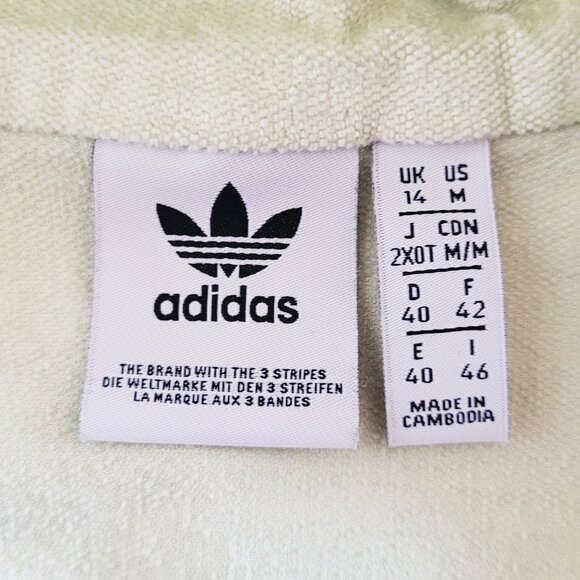 adidas
THE BRAND WITH THE 3 STRIPES
DIE WELTMARKE MIT DEN 3 STREIFEN
LA MARQUE AUX 3 BANDES
UK US
14 M
J CDN
2XOT M/M
D F
40 42
E I
40 46
MADE IN
CAMBODIA